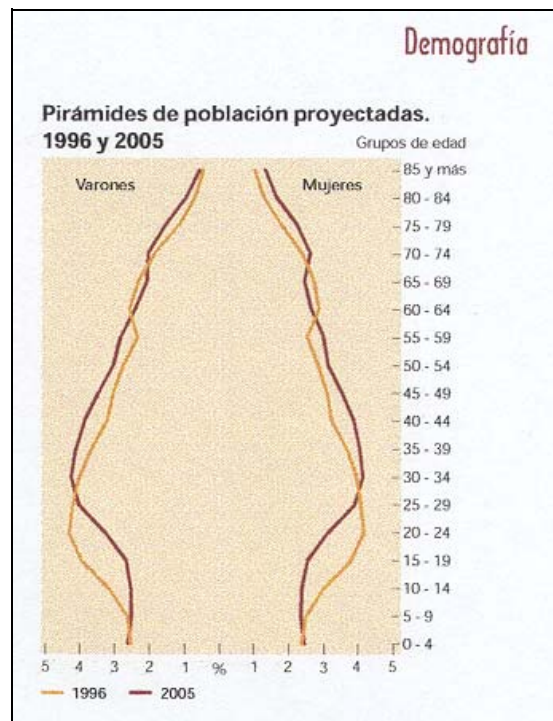 Demografía
Pirámides de población proyectadas.
1996 y 2005
Grupos de edad
Varones
Mujeres
85 y más
80 - 84
75 - 79
70 - 74
65 - 69
60 - 64
55 - 59
50 - 54
45 - 49
40 - 44
35 - 39
30 - 34
25 - 29
20 - 24
15 - 19
10 - 14
5 - 9
0 - 4
5 4 3 2 1 % 1 2 3 4 5
1996 2005